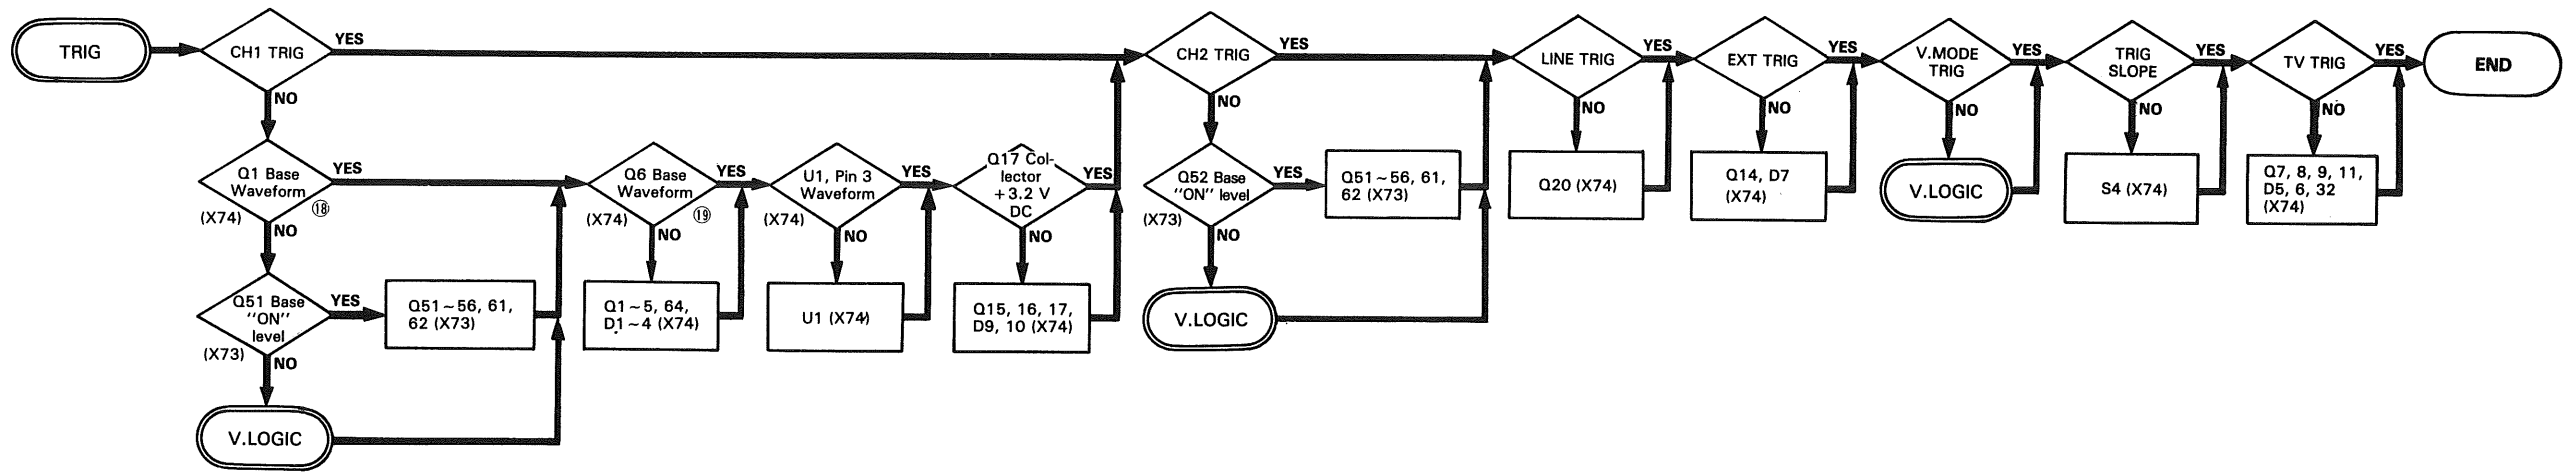 TRIG
CH1 TRIG
YES
NO
Q1 Base
Waveform
(X74)
⑱
YES
NO
Q51 Base
"ON"
level
(X73)
YES
NO
Q51~56, 61,
62 (X73)
V.LOGIC
Q6 Base
Waveform
(X74)
⑲
YES
NO
Q1~5, 64,
D1~4 (X74)
U1, Pin 3
Waveform
(X74)
YES
NO
U1 (X74)
Q17 Col-
lector
+3.2 V
DC
YES
NO
Q15, 16, 17,
D9, 10 (X74)
CH2 TRIG
YES
NO
Q52 Base
"ON" level
(X73)
YES
NO
Q51~56, 61,
62 (X73)
V.LOGIC
LINE TRIG
YES
NO
Q20 (X74)
EXT TRIG
YES
NO
Q14, D7
(X74)
V.MODE
TRIG
YES
NO
V.LOGIC
TRIG
SLOPE
YES
NO
S4 (X74)
TV TRIG
YES
NO
Q7, 8, 9, 11,
D5, 6, 32
(X74)
END